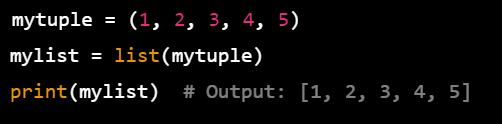 mytuple = (1, 2, 3, 4, 5)
mylist = list(mytuple)
print(mylist)  # Output: [1, 2, 3, 4, 5]